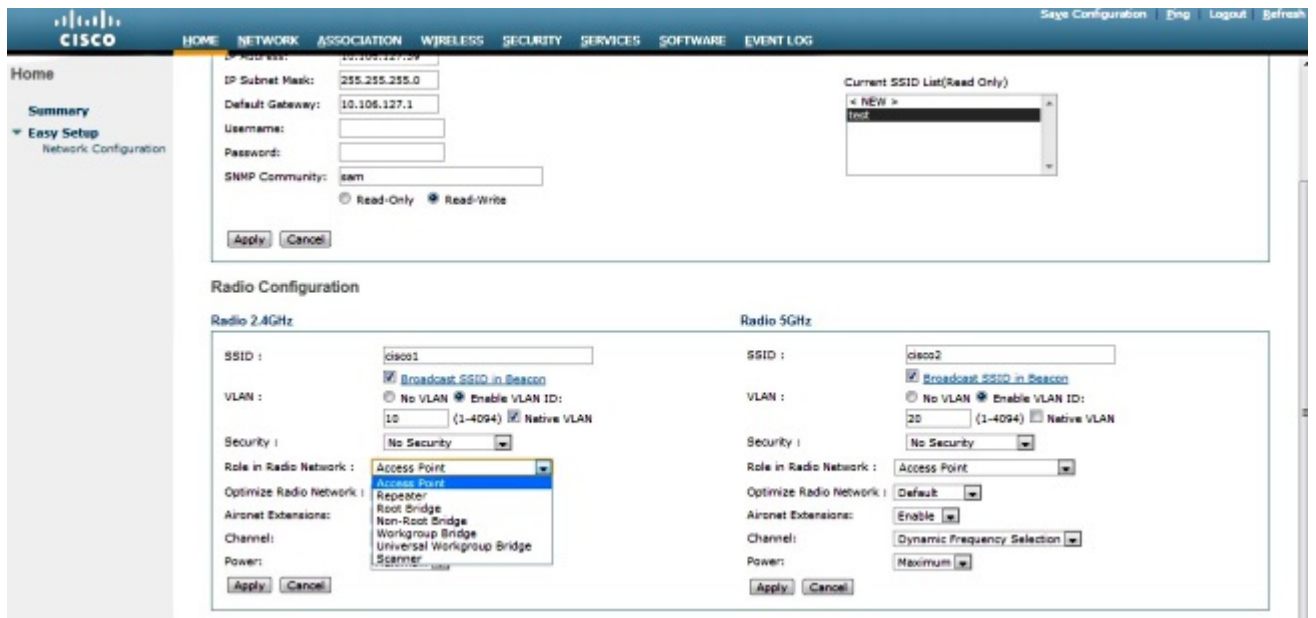 Save Configuration Ping Logout Refresh
CISCO
HOME NETWORK ASSOCIATION WIRELESS SECURITY SERVICES SOFTWARE EVENT LOG
Home
Summary
Easy Setup
Network Configuration
IP Subnet Mask: 255.255.255.0
Default Gateway: 10.106.127.1
Username:
Password:
SNMP Community: sam
Read-Only Read-Write
Apply Cancel
Current SSID List(Read Only)
< NEW >
test
Radio Configuration
Radio 2.4GHz
SSID : cisco1
Broadcast SSID in Beacon
VLAN : No VLAN Enable VLAN ID:
10 (1-4094) Native VLAN
Security : No Security
Role in Radio Network : Access Point
Access Point
Repeater
Root Bridge
Non-Root Bridge
Workgroup Bridge
Universal Workgroup Bridge
Scanner
Optimize Radio Network :
Aironet Extensions:
Channel:
Power:
Apply Cancel
Radio 5GHz
SSID : cisco2
Broadcast SSID in Beacon
VLAN : No VLAN Enable VLAN ID:
20 (1-4094) Native VLAN
Security : No Security
Role in Radio Network : Access Point
Optimize Radio Network : Default
Aironet Extensions: Enable
Channel: Dynamic Frequency Selection
Power: Maximum
Apply Cancel